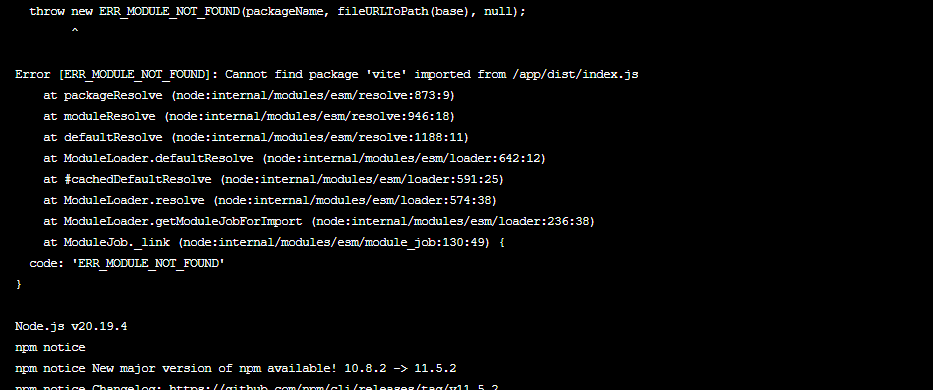 throw new ERR_MODULE_NOT_FOUND(packageName, fileURLToPath(base), null);
^
Error [ERR_MODULE_NOT_FOUND]: Cannot find package 'vite' imported from /app/dist/index.js
at packageResolve (node:internal/modules/esm/resolve:873:9)
at moduleResolve (node:internal/modules/esm/resolve:946:18)
at defaultResolve (node:internal/modules/esm/resolve:1188:11)
at ModuleLoader.defaultResolve (node:internal/modules/esm/loader:642:12)
at #cachedDefaultResolve (node:internal/modules/esm/loader:591:25)
at ModuleLoader.resolve (node:internal/modules/esm/loader:574:38)
at ModuleLoader.getModuleJobForImport (node:internal/modules/esm/loader:236:38)
at ModuleJob._link (node:internal/modules/esm/module_job:130:49) {
code: 'ERR_MODULE_NOT_FOUND'
}
Node.js v20.19.4
npm notice
npm notice New major version of npm available! 10.8.2 -> 11.5.2
npm notice Changelog: https://github.com/npm/cli/releases/tag/v11.5.2